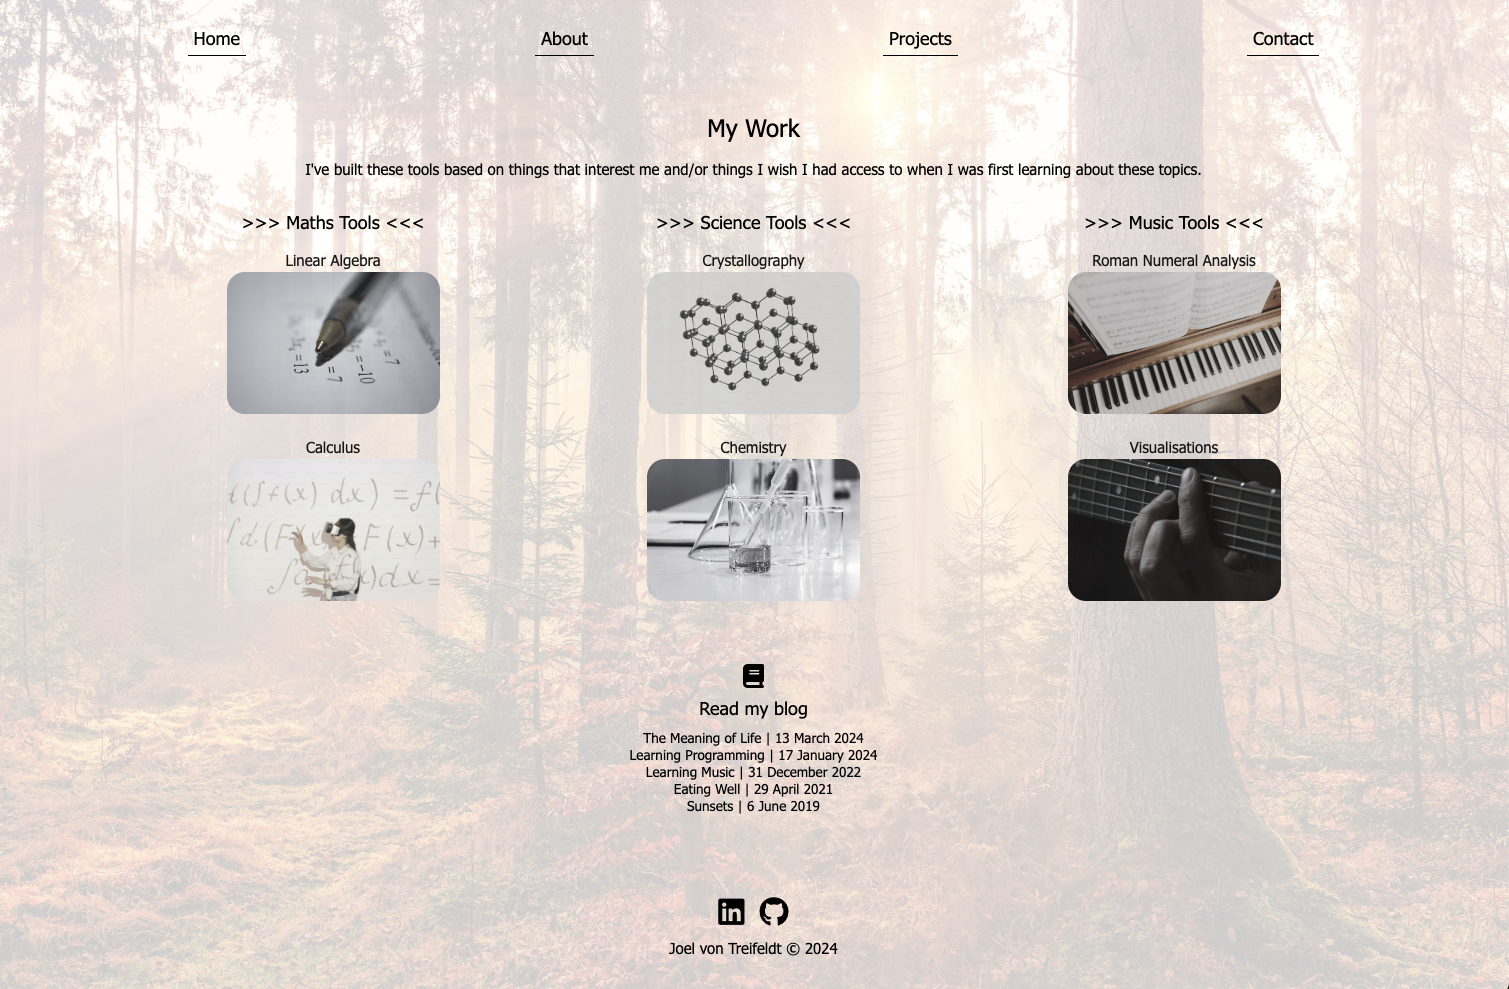 Home About Projects Contact
My Work
I've built these tools based on things that interest me and/or things I wish I had access to when I was first learning about these topics.
>>> Maths Tools <<< >>> Science Tools <<< >>> Music Tools <<<
Linear Algebra Crystallography Roman Numeral Analysis
=13 =7 =-10 =7
Calculus Chemistry Visualisations
Read my blog
The Meaning of Life | 13 March 2024
Learning Programming | 17 January 2024
Learning Music | 31 December 2022
Eating Well | 29 April 2021
Sunsets | 6 June 2019
Joel von Treifeldt © 2024